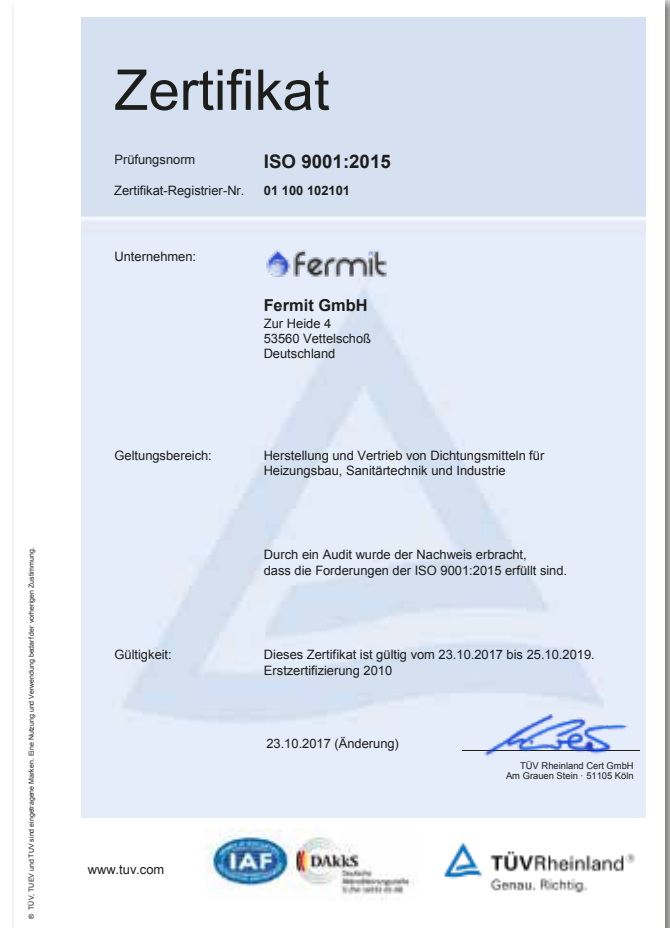 Zertifikat
Prüfungsnorm ISO 9001:2015
Zertifikat-Registrier-Nr. 01 100 102101
Unternehmen: fermit
Fermit GmbH
Zur Heide 4
53560 Vettelschoß
Deutschland
Geltungsbereich: Herstellung und Vertrieb von Dichtungsmitteln für
Heizungsbau, Sanitärtechnik und Industrie
Durch ein Audit wurde der Nachweis erbracht,
dass die Forderungen der ISO 9001:2015 erfüllt sind.
Gültigkeit: Dieses Zertifikat ist gültig vom 23.10.2017 bis 25.10.2019.
Erstzertifizierung 2010
23.10.2017 (Änderung)
TÜV Rheinland Cert GmbH
Am Grauen Stein · 51105 Köln
® TÜV, TUEV und TUV sind eingetragene Marken. Eine Nutzung und Verwendung bedarf der vorherigen Zustimmung.
www.tuv.com
IAF
DAkkS
Deutsche
Akkreditierungsstelle
TÜVRheinland®
Genau. Richtig.